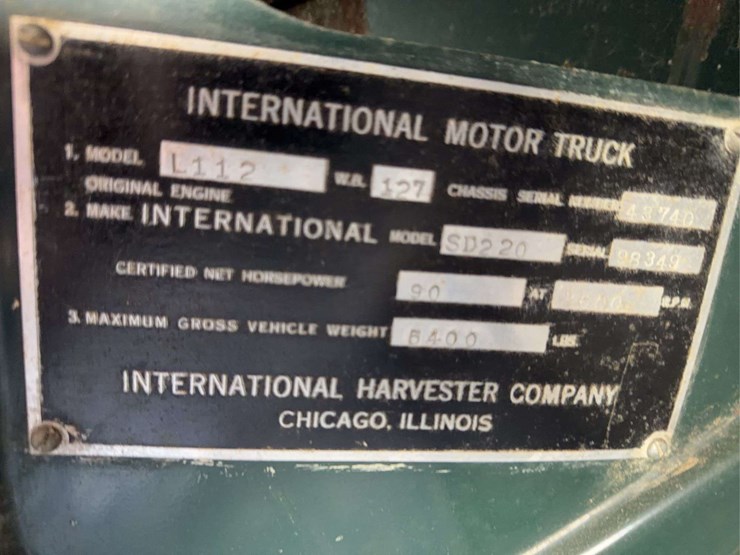 INTERNATIONAL MOTOR TRUCK
1. MODEL L112 W.B. 127 CHASSIS SERIAL NUMBER
ORIGINAL ENGINE
2. MAKE INTERNATIONAL MODEL SD220 SERIAL 98349
CERTIFIED NET HORSEPOWER 90 AT R.P.M.
3. MAXIMUM GROSS VEHICLE WEIGHT LBS.
INTERNATIONAL HARVESTER COMPANY
CHICAGO, ILLINOIS